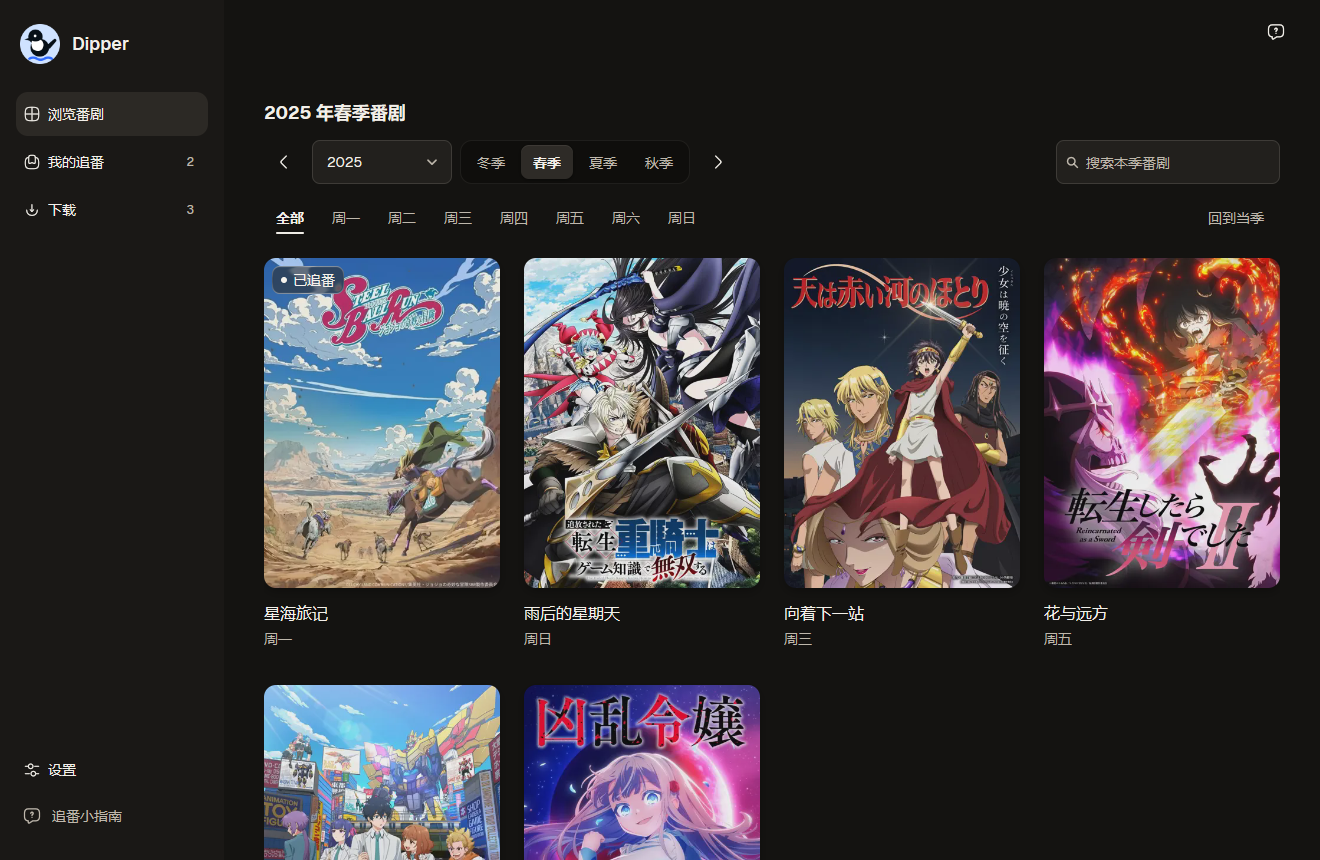 Dipper
浏览番剧
我的追番 2
下载 3
设置
追番小指南
2025 年春季番剧
2025
冬季 春季 夏季 秋季
搜索本季番剧
全部 周一 周二 周三 周四 周五 周六 周日
回到当季
已追番
STEEL
BALL RUN
星海旅记
周一
追放された
転生重騎士は
ゲーム知識で無双する
雨后的星期天
周日
天は赤い河のほとり
少女は暁の空を征く
向着下一站
周三
転生したら
Reincarnated
as a Sword
剣でした
II
花与远方
周五
凶乱令嬢